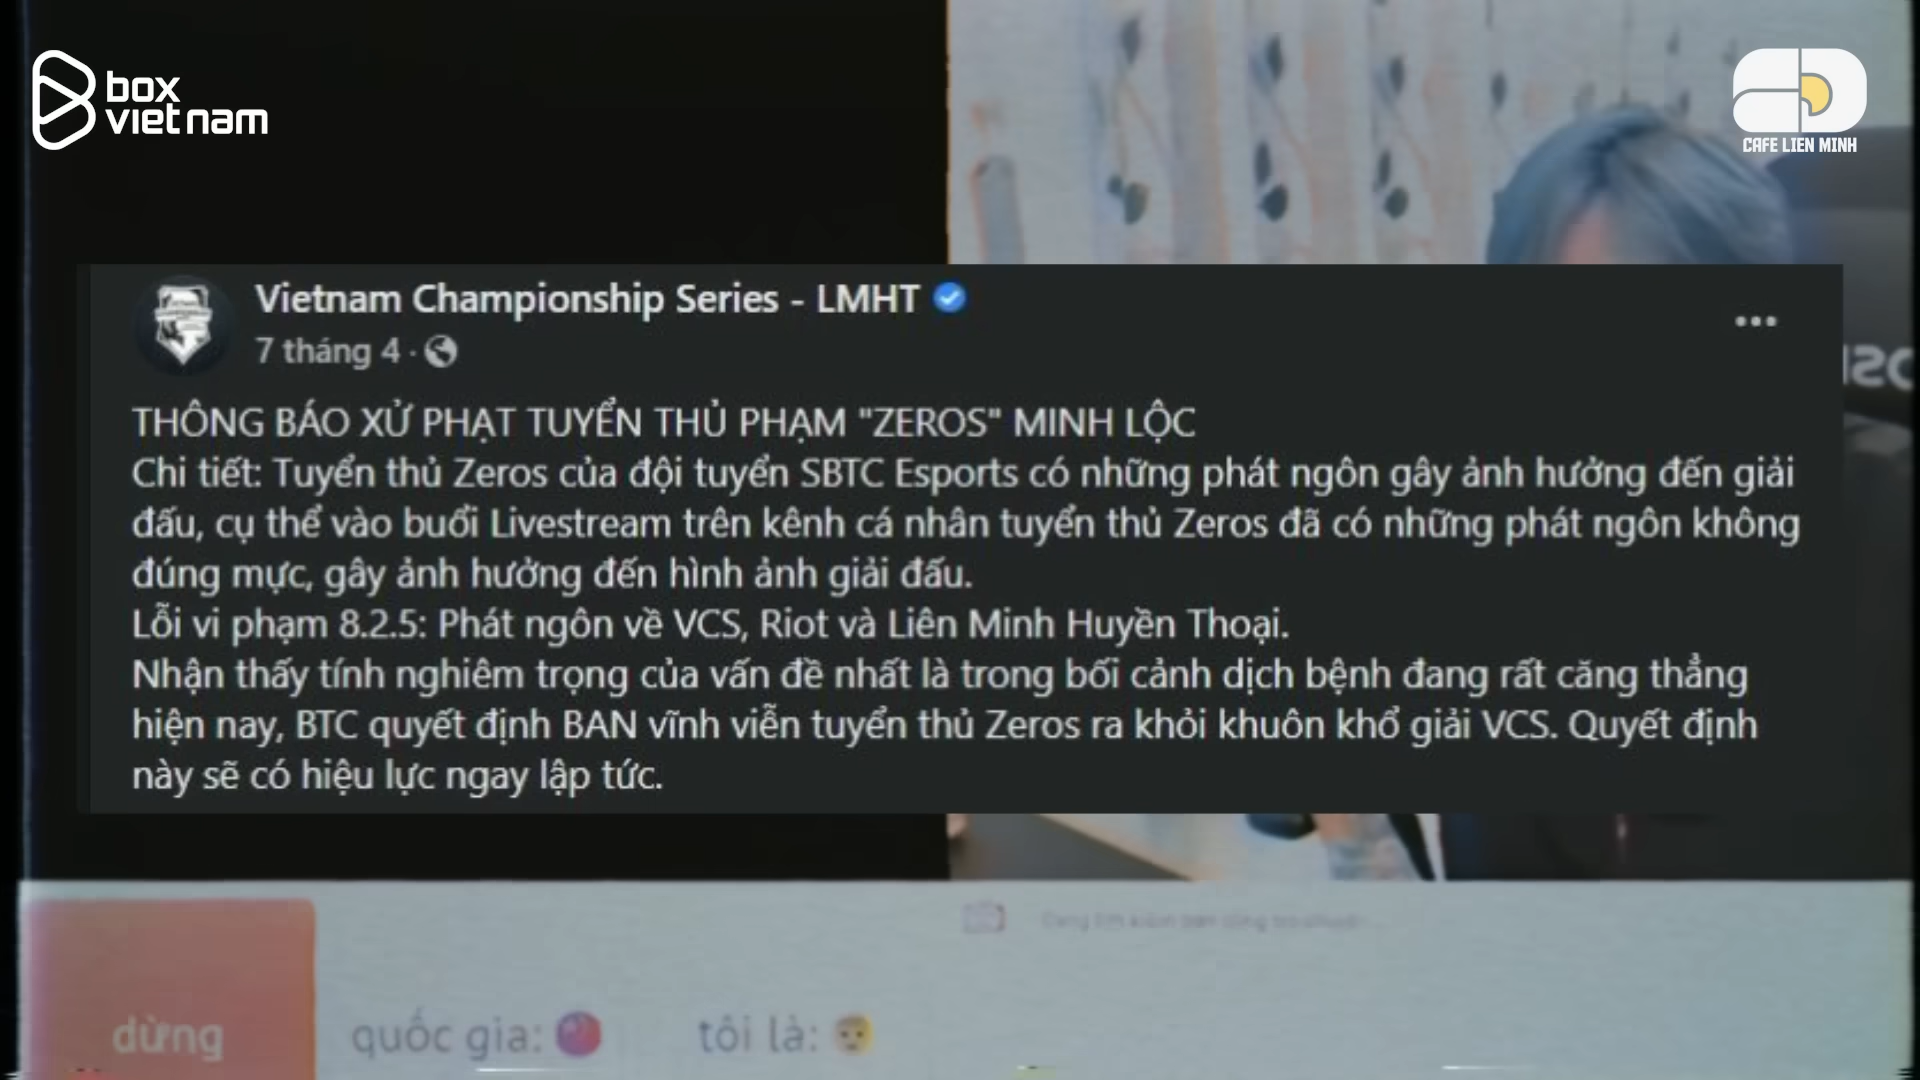 box
vietnam
CAFE LIEN MINH
Vietnam Championship Series - LMHT
7 tháng 4 ·
THÔNG BÁO XỬ PHẠT TUYỂN THỦ PHẠM "ZEROS" MINH LỘC
Chi tiết: Tuyển thủ Zeros của đội tuyển SBTC Esports có những phát ngôn gây ảnh hưởng đến giải
đấu, cụ thể vào buổi Livestream trên kênh cá nhân tuyển thủ Zeros đã có những phát ngôn không
đúng mực, gây ảnh hưởng đến hình ảnh giải đấu.
Lỗi vi phạm 8.2.5: Phát ngôn về VCS, Riot và Liên Minh Huyền Thoại.
Nhận thấy tính nghiêm trọng của vấn đề nhất là trong bối cảnh dịch bệnh đang rất căng thẳng
hiện nay, BTC quyết định BAN vĩnh viễn tuyển thủ Zeros ra khỏi khuôn khổ giải VCS. Quyết định
này sẽ có hiệu lực ngay lập tức.
dừng
quốc gia:
tôi là: